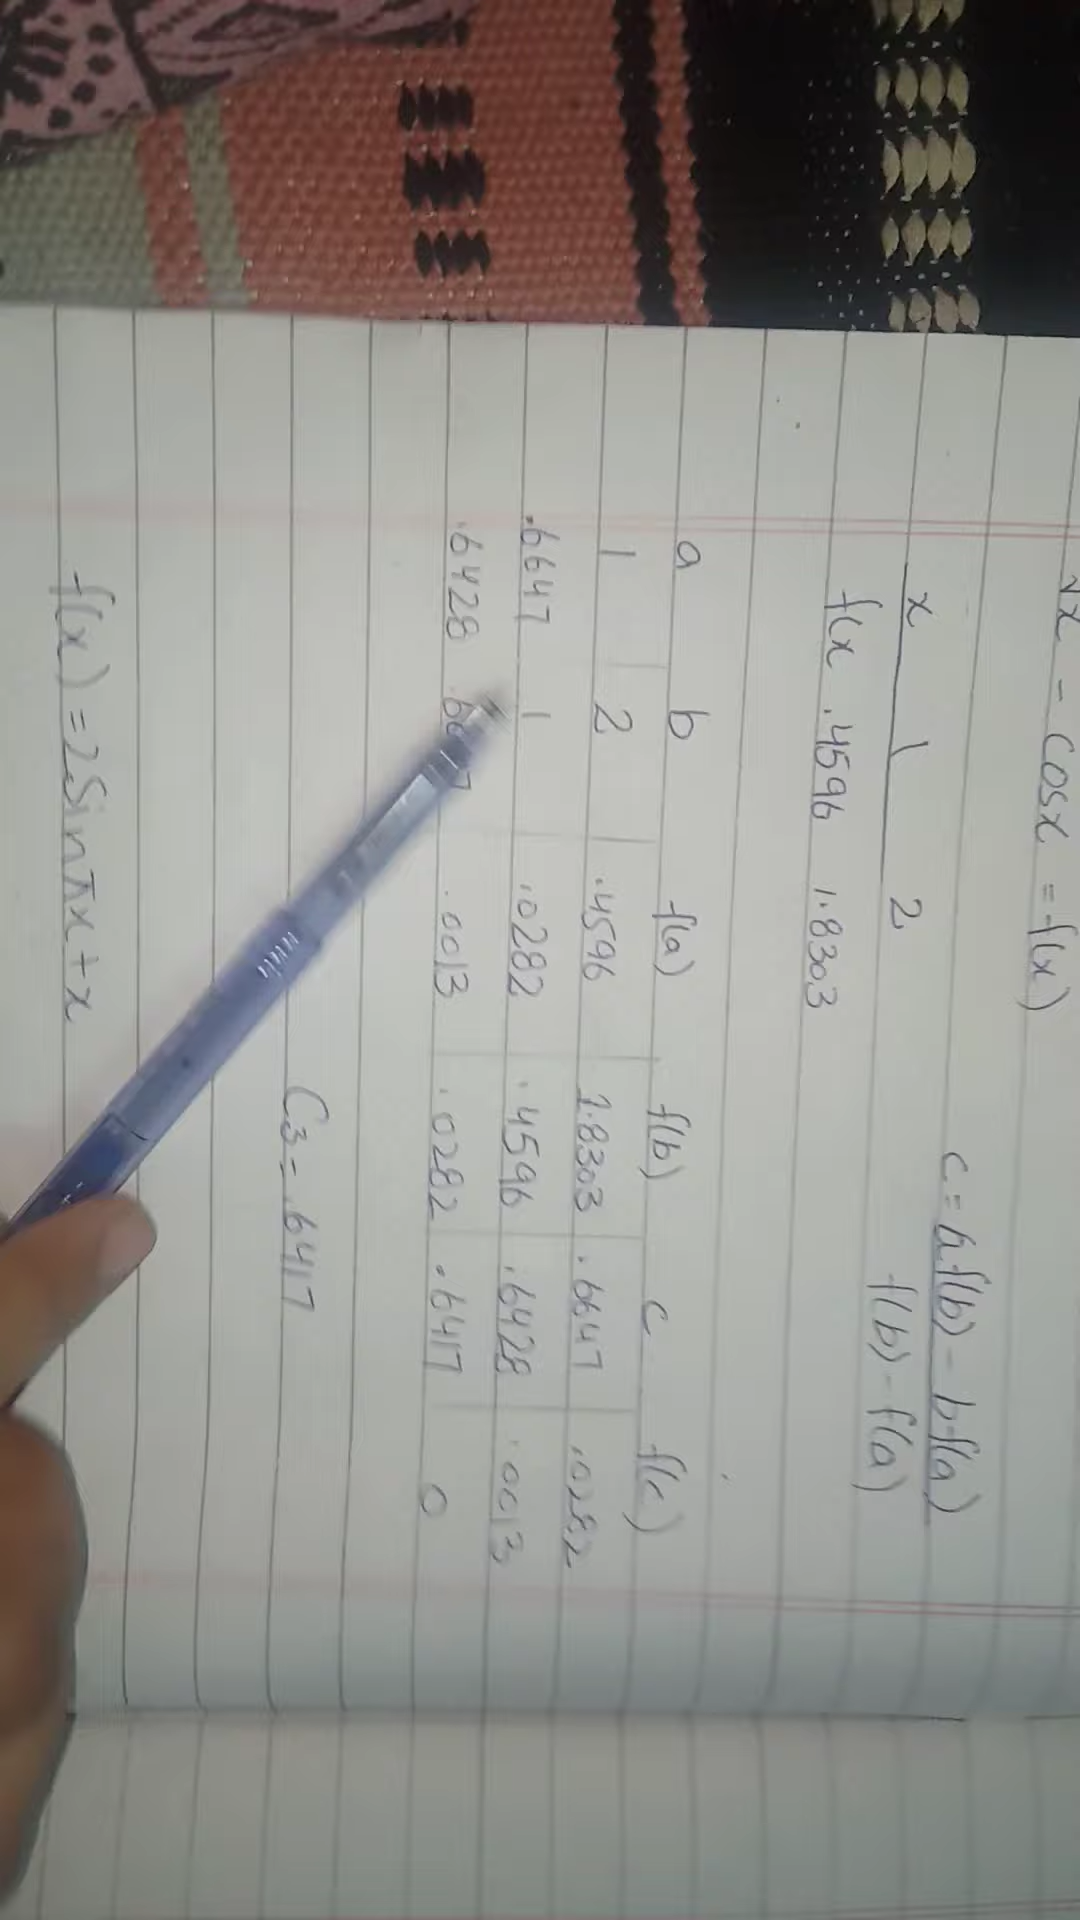 √x - cosx = f(x)
c = a f(b) - b f(a)
f(b) - f(a)
x 1 2
f(x .4596 1.8303
a b f(a) f(b) c f(c)
1 2 .4596 1.8303 .6647 .0282
.6647 1 .0282 .4596 .6428 .0013
.6428 .0013 .0282 .6417 0
C3 = .6417
f(x) = 2Sinπx + x